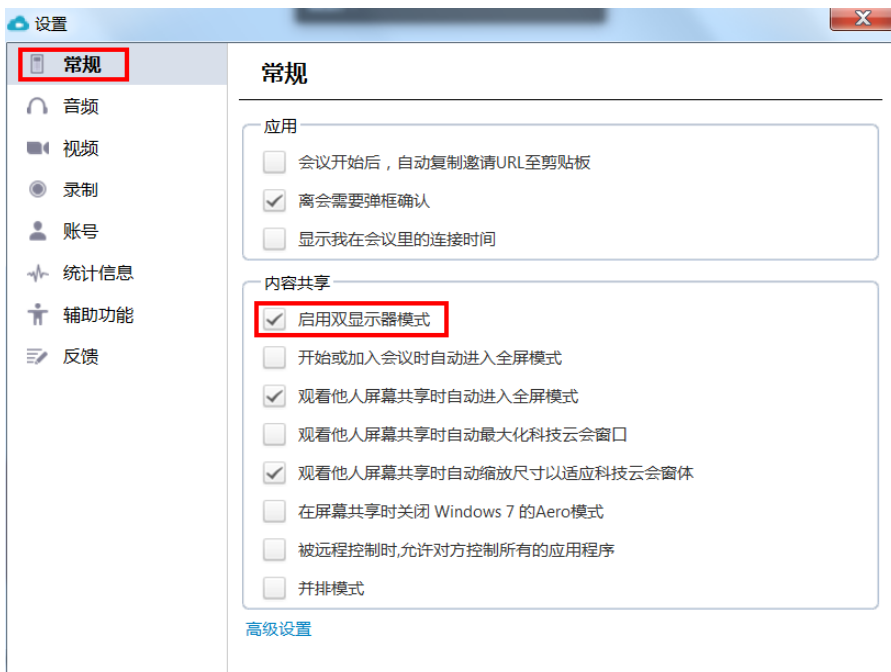 设置
常规
音频
视频
录制
账号
统计信息
辅助功能
反馈
常规
应用
会议开始后，自动复制邀请URL至剪贴板
离会需要弹框确认
显示我在会议里的连接时间
内容共享
启用双显示器模式
开始或加入会议时自动进入全屏模式
观看他人屏幕共享时自动进入全屏模式
观看他人屏幕共享时自动最大化科技云会窗口
观看他人屏幕共享时自动缩放尺寸以适应科技云会窗体
在屏幕共享时关闭 Windows 7 的Aero模式
被远程控制时,允许对方控制所有的应用程序
并排模式
高级设置